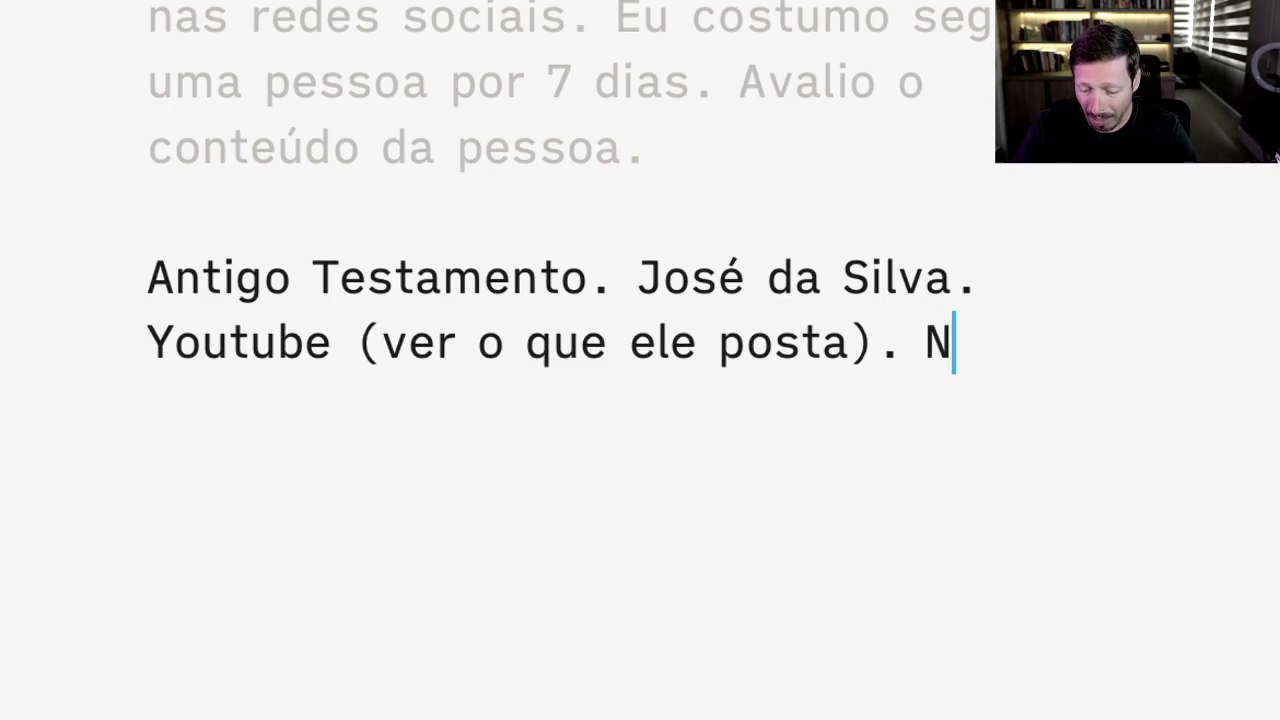 nas redes sociais. Eu costumo seg
uma pessoa por 7 dias. Avalio o
conteúdo da pessoa.
Antigo Testamento. José da Silva.
Youtube (ver o que ele posta). N